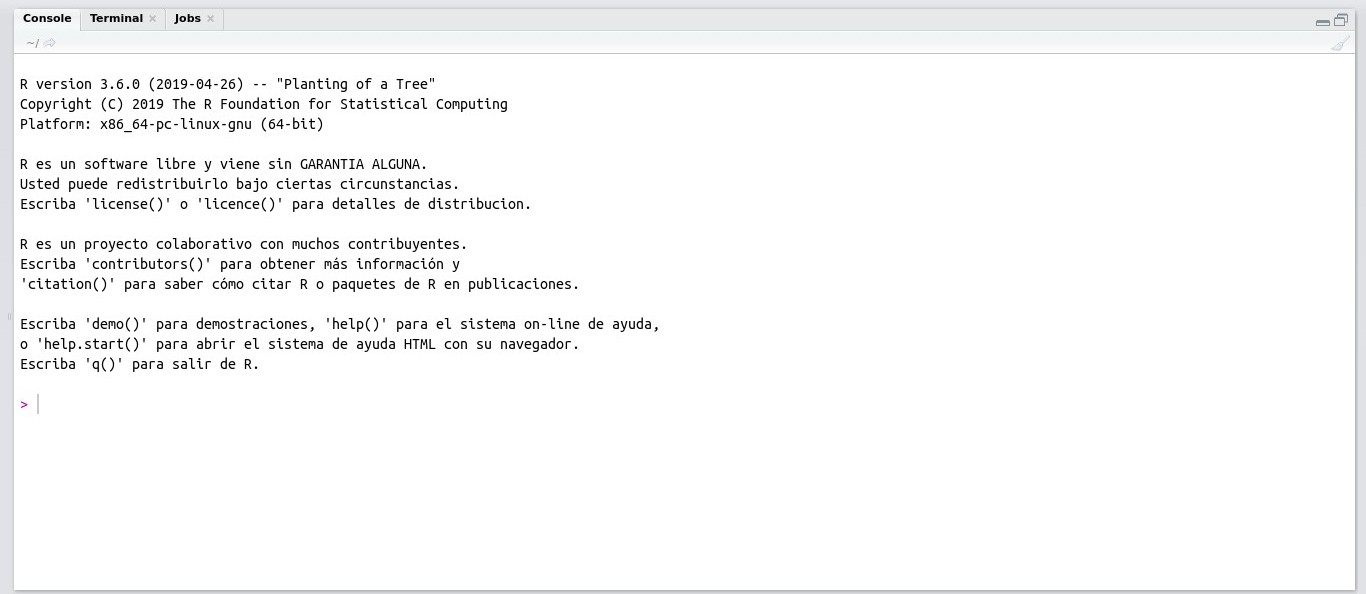 Console Terminal Jobs
~/
R version 3.6.0 (2019-04-26) -- "Planting of a Tree"
Copyright (C) 2019 The R Foundation for Statistical Computing
Platform: x86_64-pc-linux-gnu (64-bit)
R es un software libre y viene sin GARANTIA ALGUNA.
Usted puede redistribuirlo bajo ciertas circunstancias.
Escriba 'license()' o 'licence()' para detalles de distribucion.
R es un proyecto colaborativo con muchos contribuyentes.
Escriba 'contributors()' para obtener más información y
'citation()' para saber cómo citar R o paquetes de R en publicaciones.
Escriba 'demo()' para demostraciones, 'help()' para el sistema on-line de ayuda,
o 'help.start()' para abrir el sistema de ayuda HTML con su navegador.
Escriba 'q()' para salir de R.
>